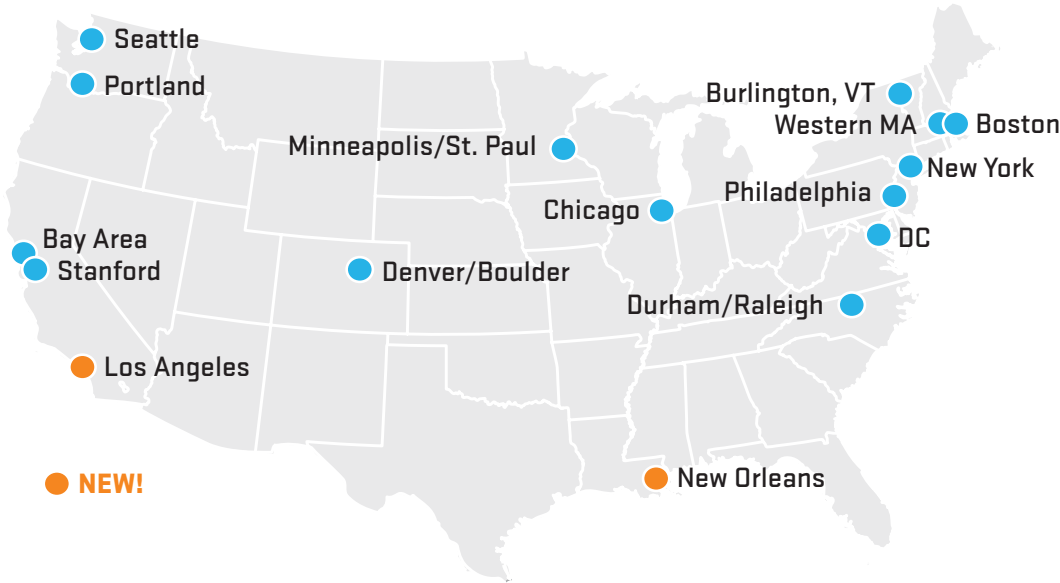 Seattle
Portland
Burlington, VT
Western MA
Boston
Minneapolis/St. Paul
New York
Philadelphia
Chicago
DC
Bay Area
Stanford
Denver/Boulder
Durham/Raleigh
Los Angeles
New Orleans
NEW!